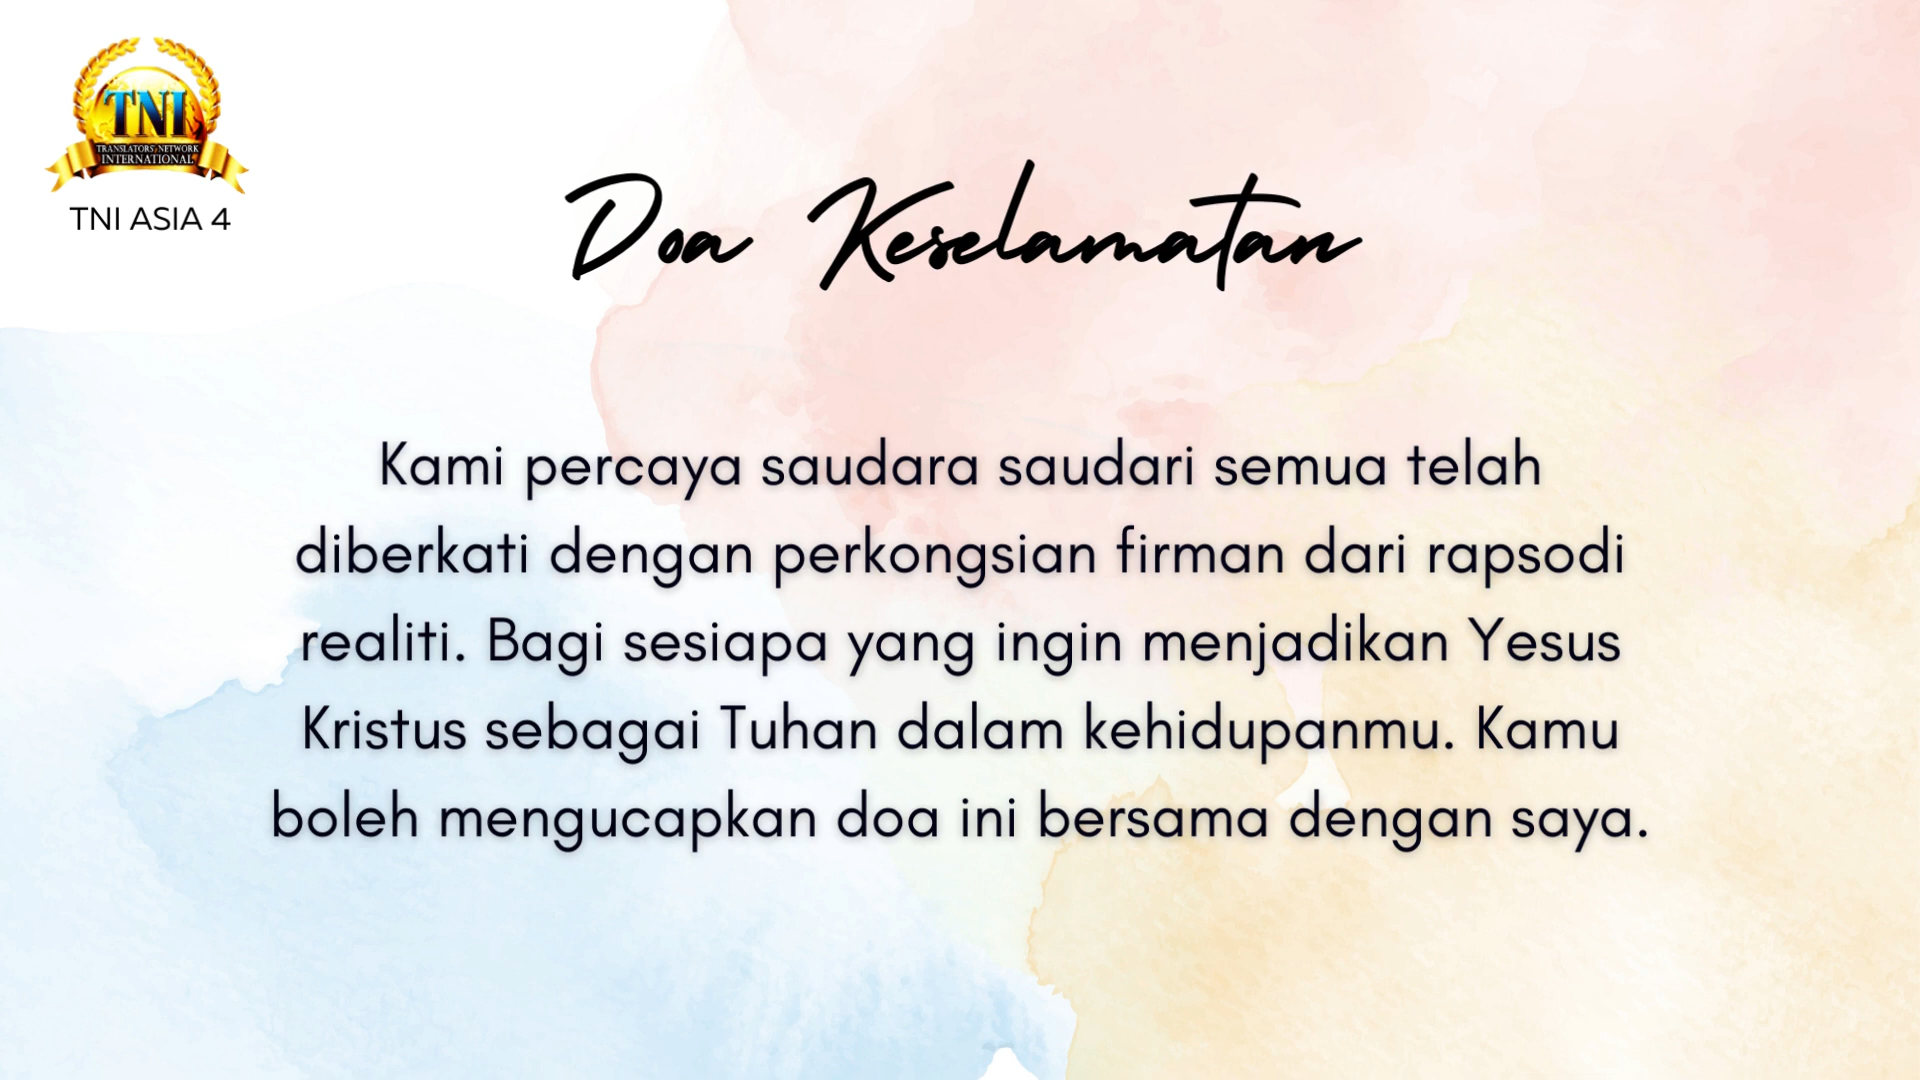 TNI
TRANSLATORS' NETWORK
INTERNATIONAL
TNI ASIA 4
Doa Keselamatan
Kami percaya saudara saudari semua telah
diberkati dengan perkongsian firman dari rapsodi
realiti. Bagi sesiapa yang ingin menjadikan Yesus
Kristus sebagai Tuhan dalam kehidupanmu. Kamu
boleh mengucapkan doa ini bersama dengan saya.